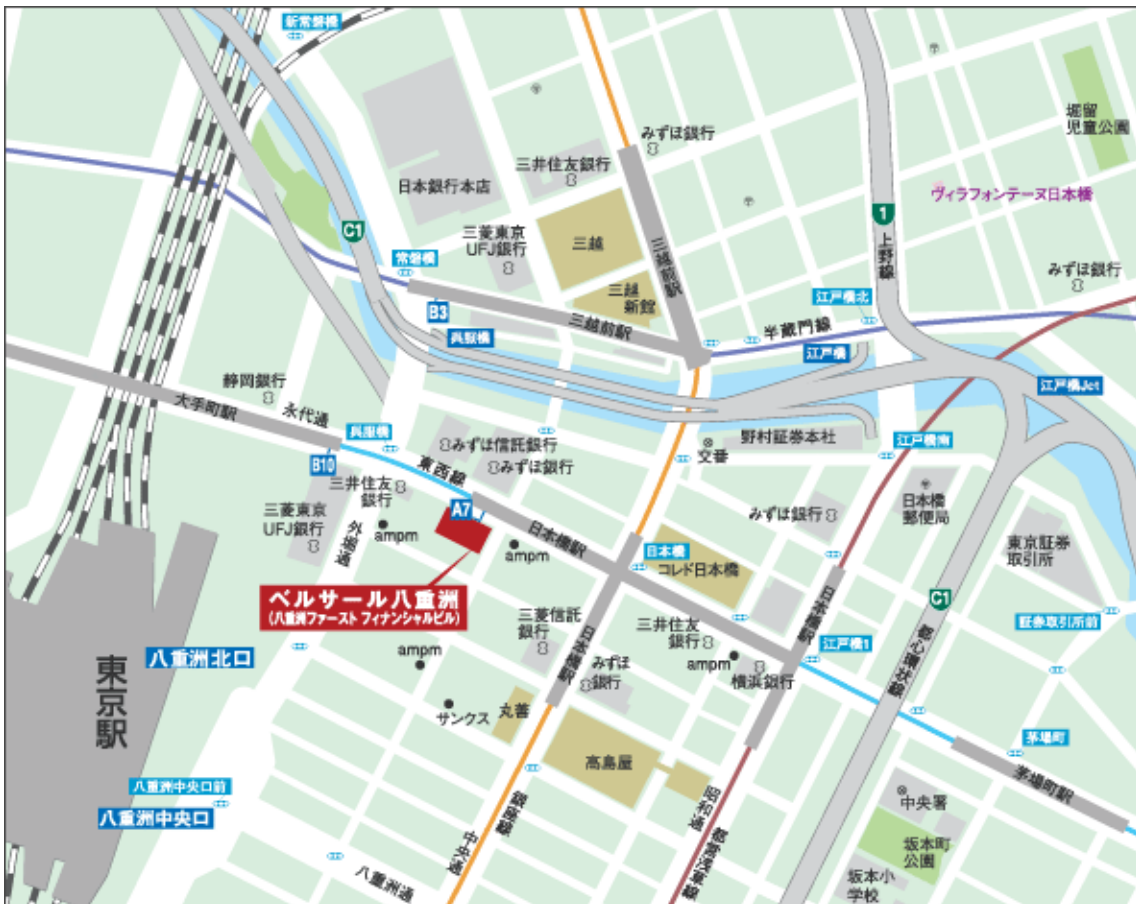 新常磐橋
堀留
児童公園
みずほ銀行
三井住友銀行
日本銀行本店
ヴィラフォンテーヌ日本橋
1
上野線
C1
三菱東京
UFJ銀行
三越
三越前駅
常磐橋
みずほ銀行
三越
新館
江戸橋北
B3
呉服橋
三越前駅
半蔵門線
江戸橋
静岡銀行
江戸橋Jct
大手町駅
永代通
呉服橋
みずほ信託銀行
野村証券本社
江戸橋南
交番
B10
東西線
みずほ銀行
三井住友
銀行
三菱東京
UFJ銀行
外堀通
A7
みずほ銀行
日本橋
郵便局
東京証券
取引所
ampm
日本橋駅
ampm
日本橋
コレド日本橋
ベルサール八重洲
(八重洲ファースト フィナンシャルビル)
三菱信託
銀行
三井住友
銀行
日本橋駅
C1
証券取引所前
江戸橋1
八重洲北口
ampm
日本橋駅
みずほ
銀行
ampm
横浜銀行
都心環状線
東京駅
サンクス
丸善
茅場町
高島屋
茅場町駅
八重洲中央口前
八重洲中央口
銀座線
昭和通
中央署
中央通
都営浅草線
坂本町
公園
八重洲通
坂本小
学校